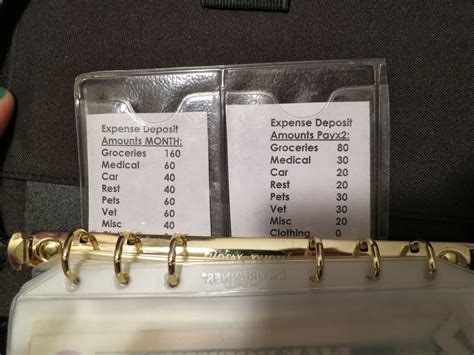 Expense Deposit
Amounts MONTH:
Groceries 160
Medical 60
Car 40
Rest 40
Pets 60
Vet 60
Misc 40
Expense Deposit
Amounts Payx2:
Groceries 80
Medical 30
Car 20
Rest 20
Pets 30
Vet 30
Misc 20
Clothing 0